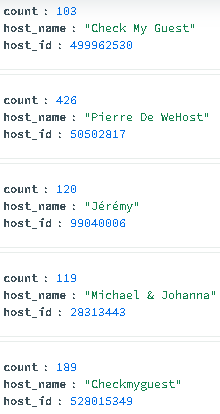 count : 103
host_name : "Check My Guest"
host_id : 499962530
count : 426
host_name : "Pierre De WeHost"
host_id : 50502817
count : 120
host_name : "Jérémy"
host_id : 99040006
count : 119
host_name : "Michael & Johanna"
host_id : 28313443
count : 189
host_name : "Checkmyguest"
host_id : 528015349